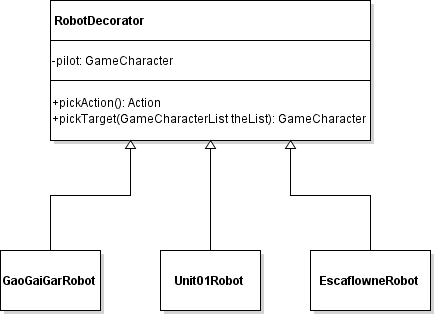 RobotDecorator
-pilot: GameCharacter
+pickAction(): Action
+pickTarget(GameCharacterList theList): GameCharacter
GaoGaiGarRobot
Unit01Robot
EscaflowneRobot